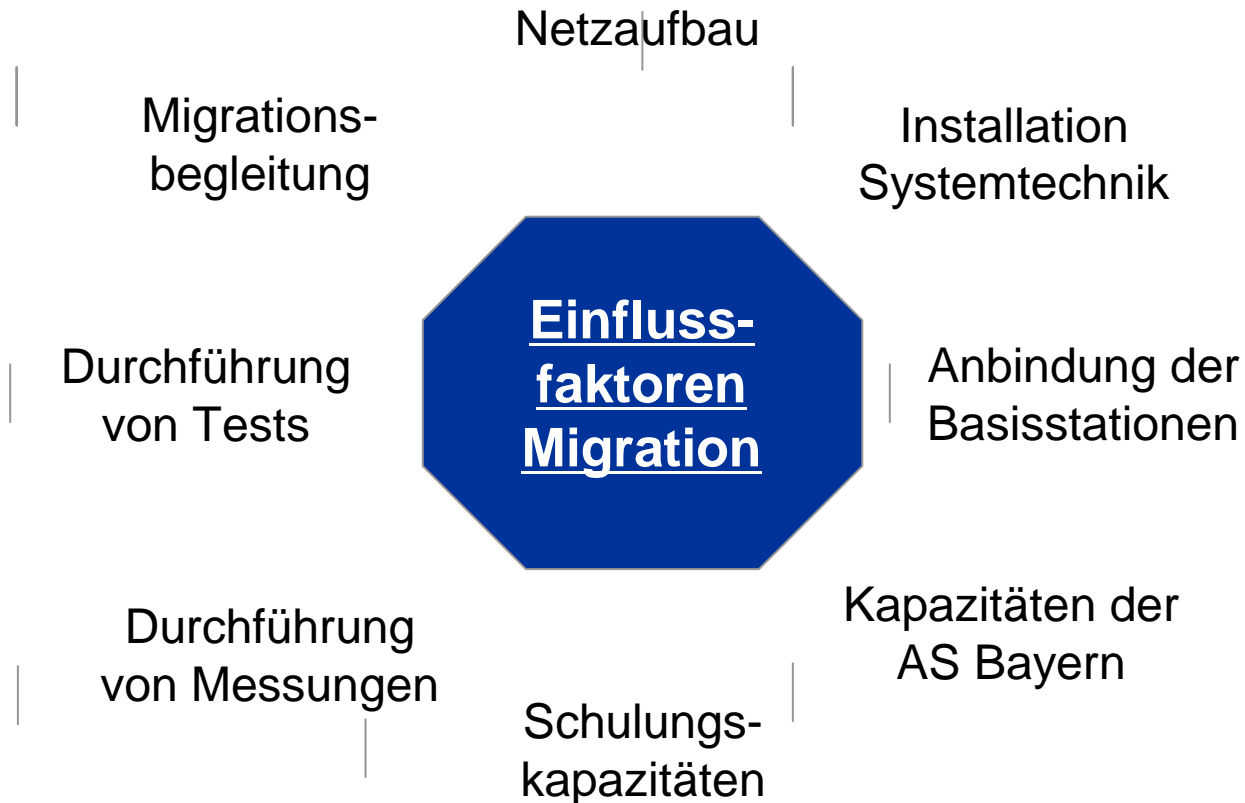 Netzaufbau
Migrations-
begleitung
Installation
Systemtechnik
Einfluss-
faktoren
Migration
Durchführung
von Tests
Anbindung der
Basisstationen
Durchführung
von Messungen
Kapazitäten der
AS Bayern
Schulungs-
kapazitäten